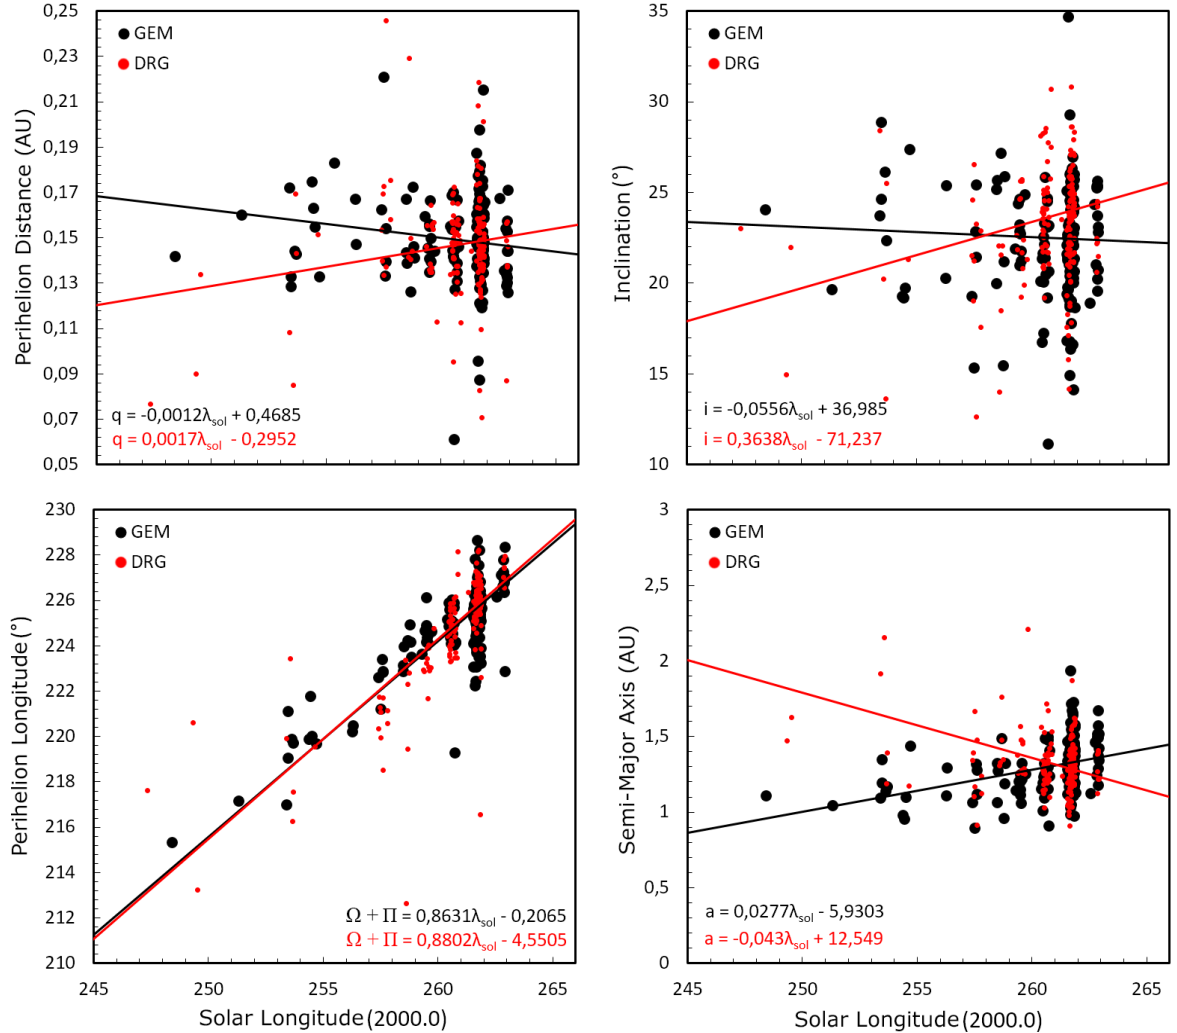 0,25
0,23
0,21
0,19
0,17
0,15
0,13
0,11
0,09
0,07
0,05
Perihelion Distance (AU)
GEM
DRG
q = -0,0012λsol + 0,4685
q = 0,0017λsol - 0,2952
35
30
25
20
15
10
Inclination (°)
GEM
DRG
i = -0,0556λsol + 36,985
i = 0,3638λsol - 71,237
230
228
226
224
222
220
218
216
214
212
210
Perihelion Longitude (°)
GEM
DRG
Ω + Π = 0,8631λsol - 0,2065
Ω + Π = 0,8802λsol - 4,5505
245 250 255 260 265
Solar Longitude (2000.0)
3
2,5
2
1,5
1
0,5
0
Semi-Major Axis (AU)
GEM
DRG
a = 0,0277λsol - 5,9303
a = -0,043λsol + 12,549
245 250 255 260 265
Solar Longitude (2000.0)